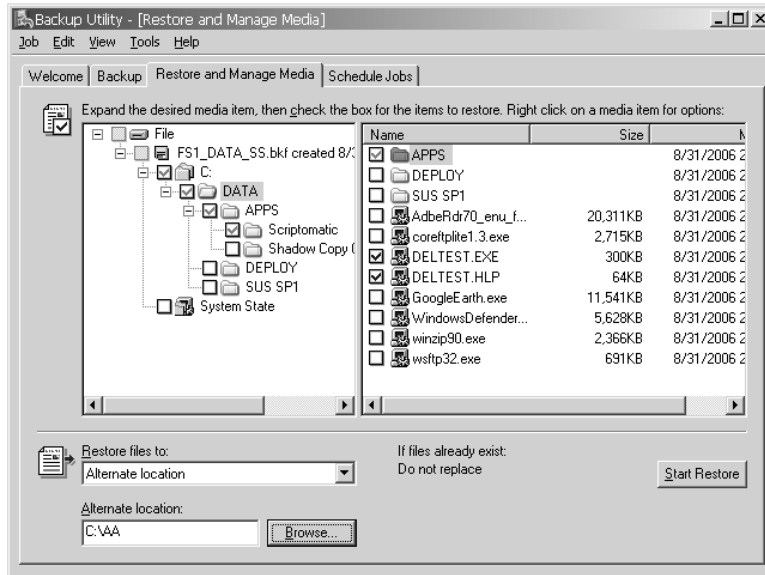 Backup Utility - [Restore and Manage Media]
Job Edit View Tools Help
Welcome Backup Restore and Manage Media Schedule Jobs
Expand the desired media item, then check the box for the items to restore. Right click on a media item for options:
File
FS1_DATA_SS.bkf created 8/3
C:
DATA
APPS
Scriptomatic
Shadow Copy
DEPLOY
SUS SP1
System State
Name Size
APPS 8/31/2006 2
DEPLOY 8/31/2006 2
SUS SP1 8/31/2006 2
AdbeRdr70_enu_f... 20,311KB 8/31/2006 2
coreftplite1.3.exe 2,715KB 8/31/2006 2
DELTEST.EXE 300KB 8/31/2006 2
DELTEST.HLP 64KB 8/31/2006 2
GoogleEarth.exe 11,541KB 8/31/2006 2
WindowsDefender... 5,628KB 8/31/2006 2
winzip90.exe 2,366KB 8/31/2006 2
wsftp32.exe 691KB 8/31/2006 2
Restore files to:
Alternate location
If files already exist:
Do not replace
Start Restore
Alternate location:
C:\AA
Browse...